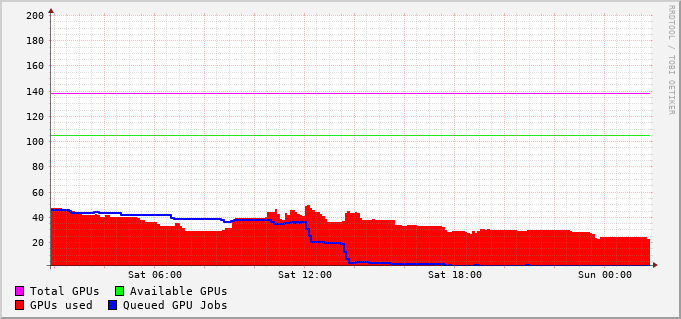 200
180
160
140
120
100
80
60
40
20
Sat 06:00 Sat 12:00 Sat 18:00 Sun 00:00
Total GPUs Available GPUs
GPUs used Queued GPU Jobs
RRDTOOL / TOBI OETIKER